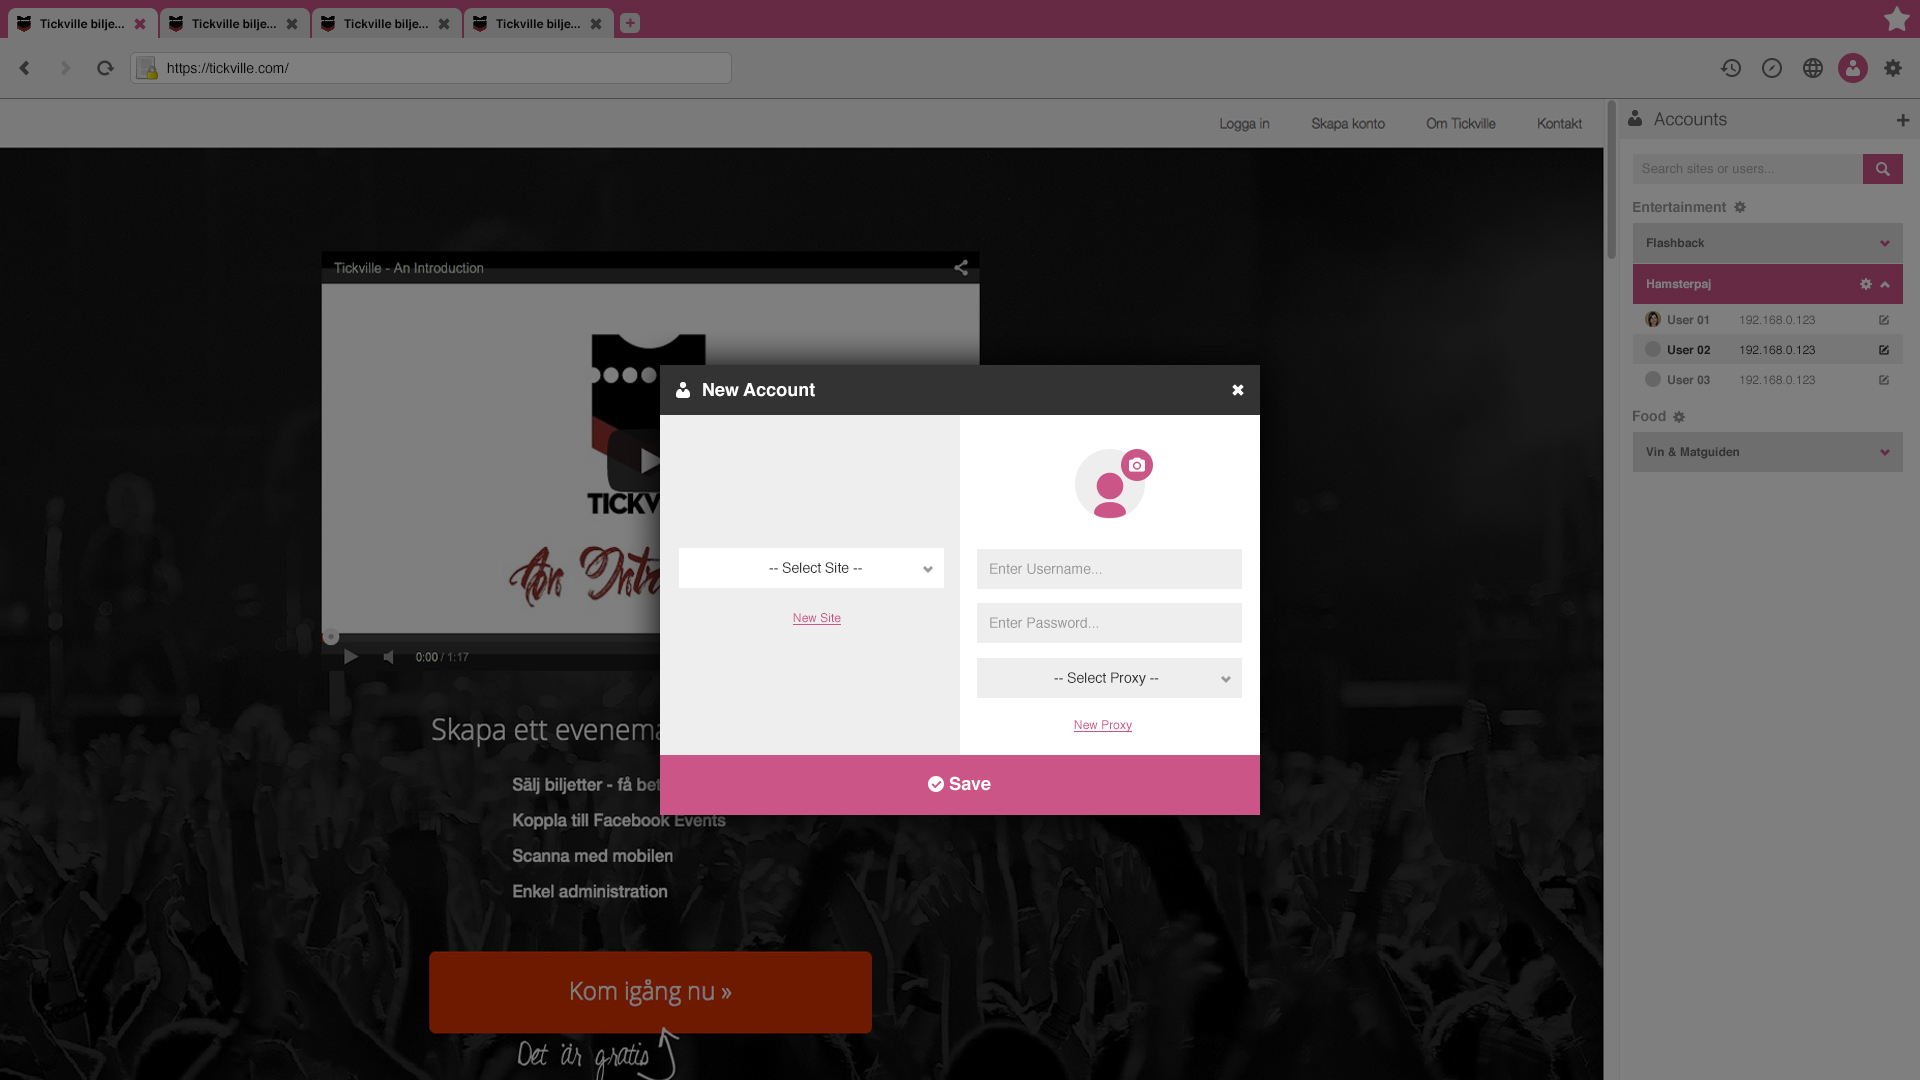 Tickville bilje...
Tickville bilje...
Tickville bilje...
Tickville bilje...
https://tickville.com/
Logga in
Skapa konto
Om Tickville
Kontakt
Accounts
Search sites or users...
Entertainment
Flashback
Hamsterpaj
User 01 192.168.0.123
User 02 192.168.0.123
User 03 192.168.0.123
Food
Vin & Matguiden
Tickville - An Introduction
TICKV
An Intr
0:00 / 1:17
New Account
-- Select Site --
New Site
Enter Username...
Enter Password...
-- Select Proxy --
New Proxy
Save
Skapa ett evenema
Sälj biljetter - få bet
Koppla till Facebook Events
Scanna med mobilen
Enkel administration
Kom igång nu »
Det är gratis